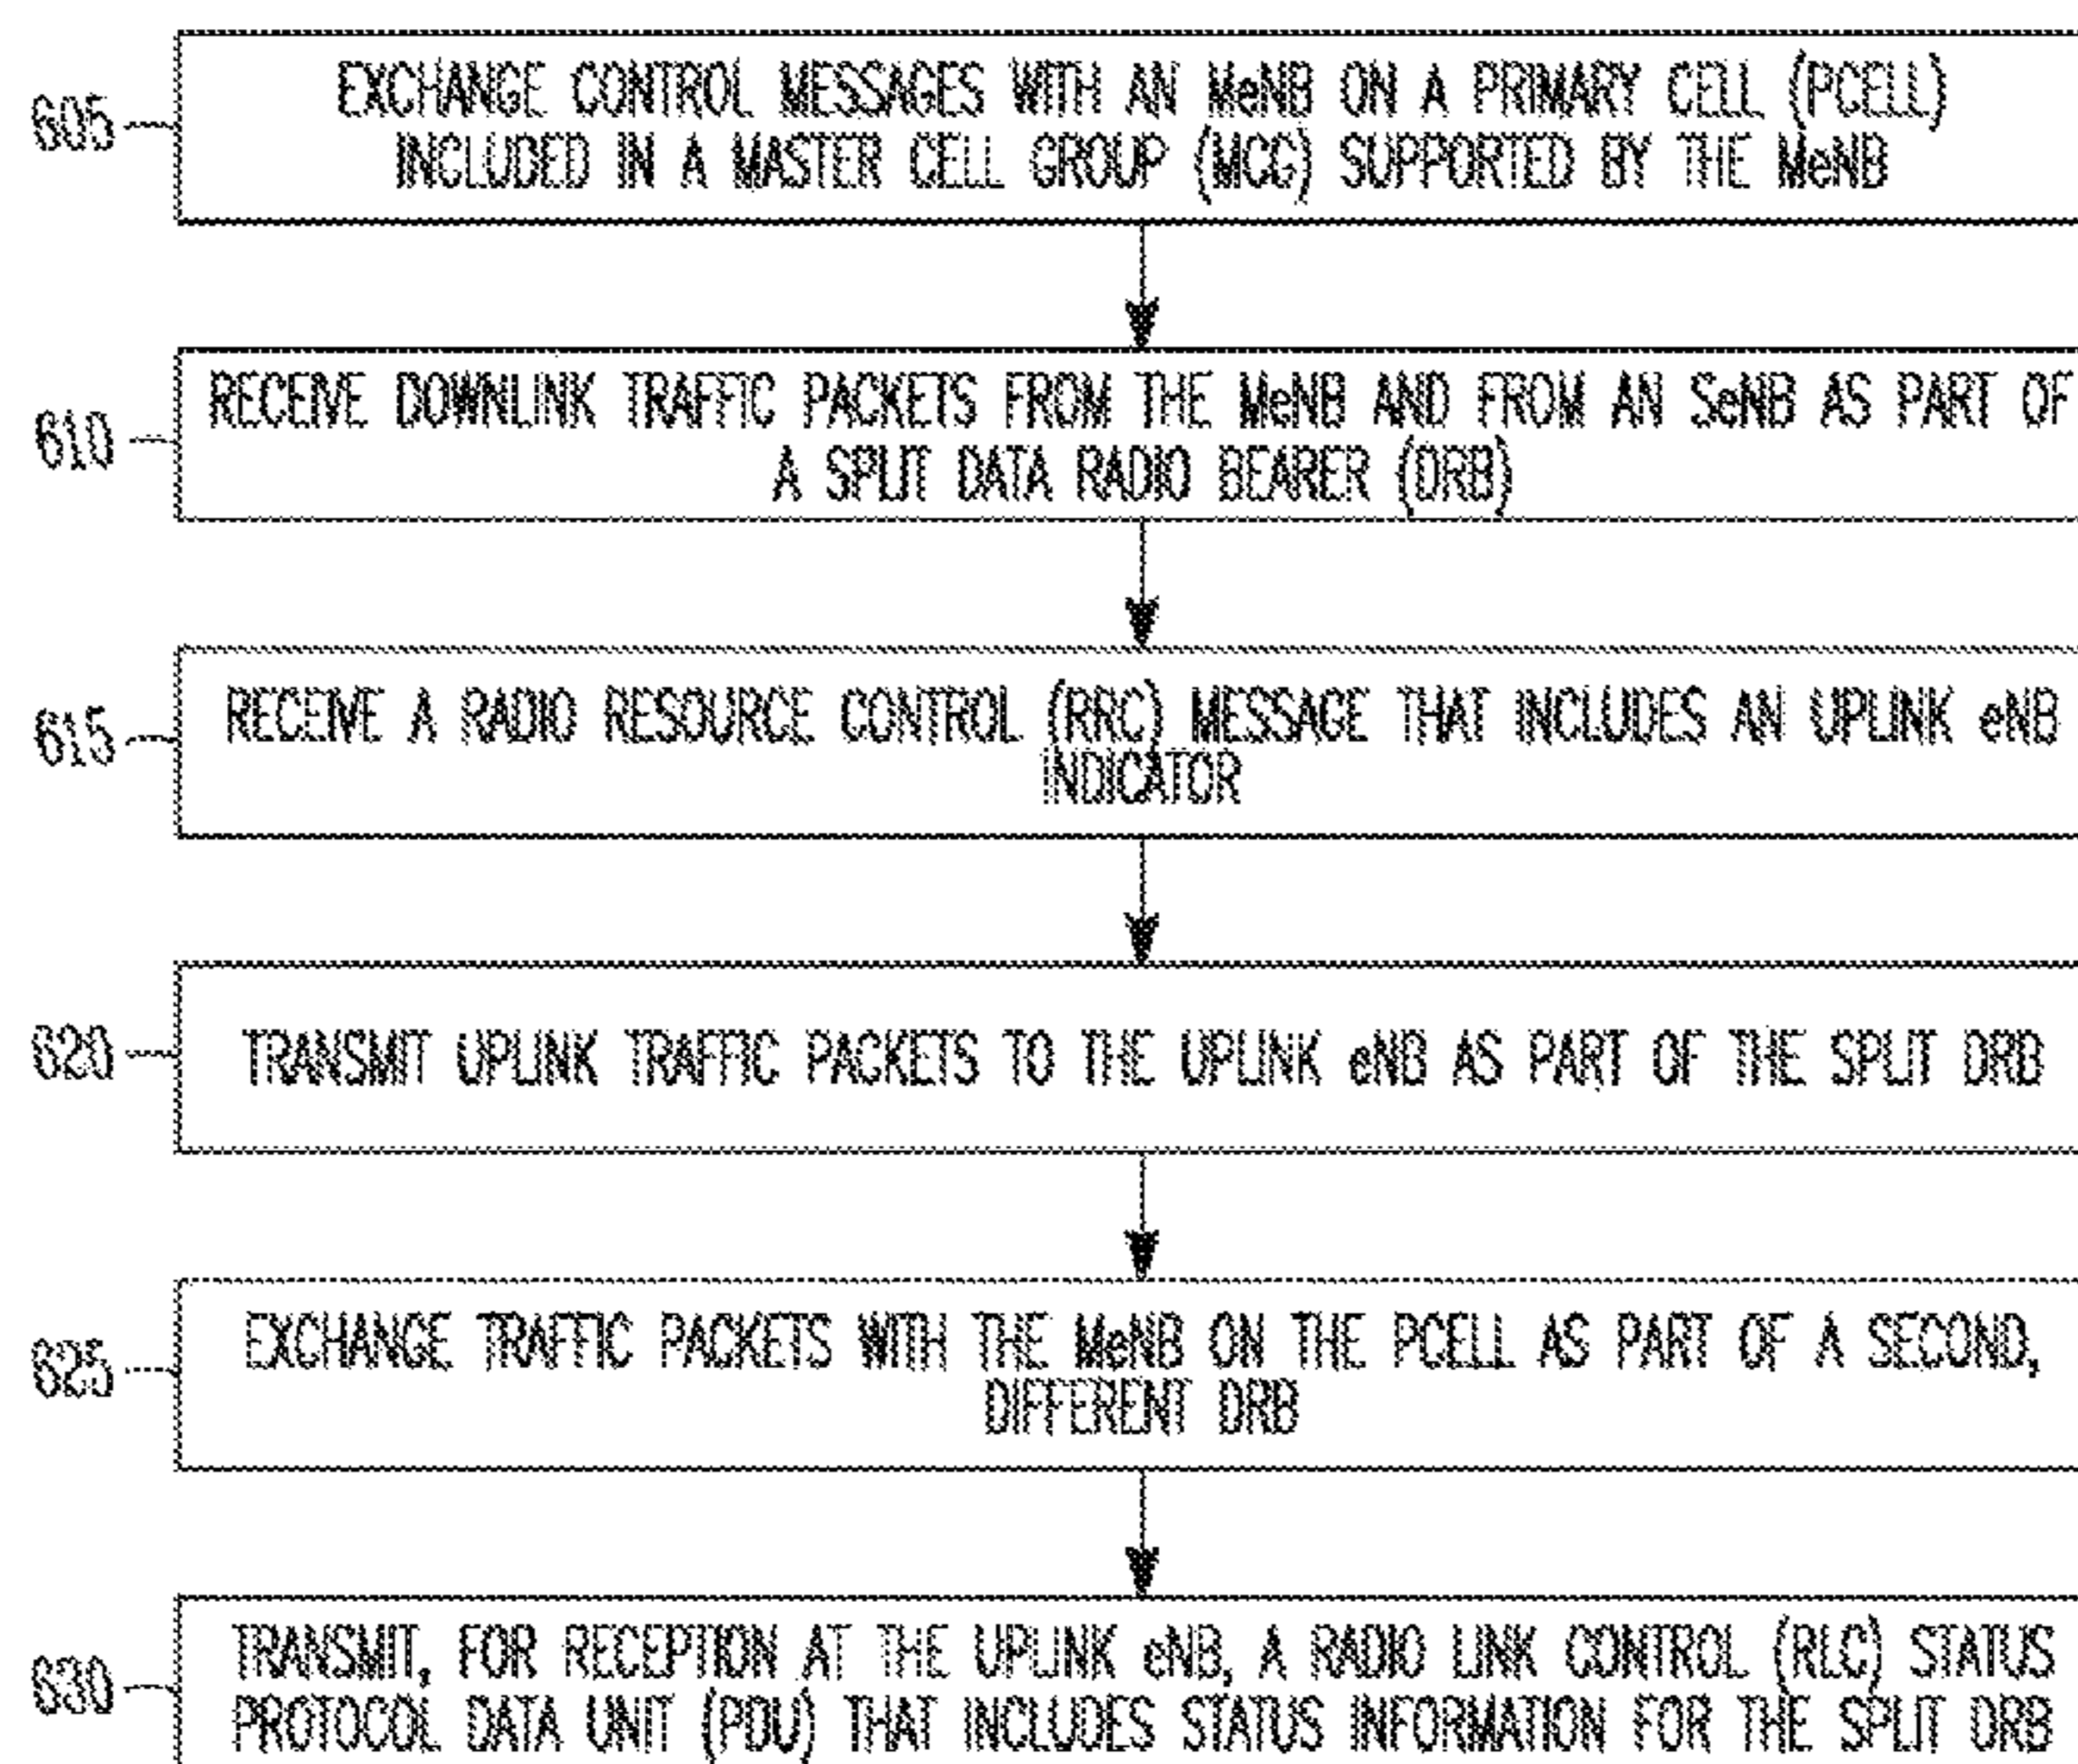 605
EXCHANGE CONTROL MESSAGES WITH AN MeNB ON A PRIMARY CELL (PCELL)
INCLUDED IN A MASTER CELL GROUP (MCG) SUPPORTED BY THE MeNB
610
RECEIVE DOWNLINK TRAFFIC PACKETS FROM THE MeNB AND FROM AN SeNB AS PART OF
A SPLIT DATA RADIO BEARER (DRB)
615
RECEIVE A RADIO RESOURCE CONTROL (RRC) MESSAGE THAT INCLUDES AN UPLINK eNB
INDICATOR
620
TRANSMIT UPLINK TRAFFIC PACKETS TO THE UPLINK eNB AS PART OF THE SPLIT DRB
625
EXCHANGE TRAFFIC PACKETS WITH THE MeNB ON THE PCELL AS PART OF A SECOND,
DIFFERENT DRB
630
TRANSMIT, FOR RECEPTION AT THE UPLINK eNB, A RADIO LINK CONTROL (RLC) STATUS
PROTOCOL DATA UNIT (PDU) THAT INCLUDES STATUS INFORMATION FOR THE SPLIT DRB